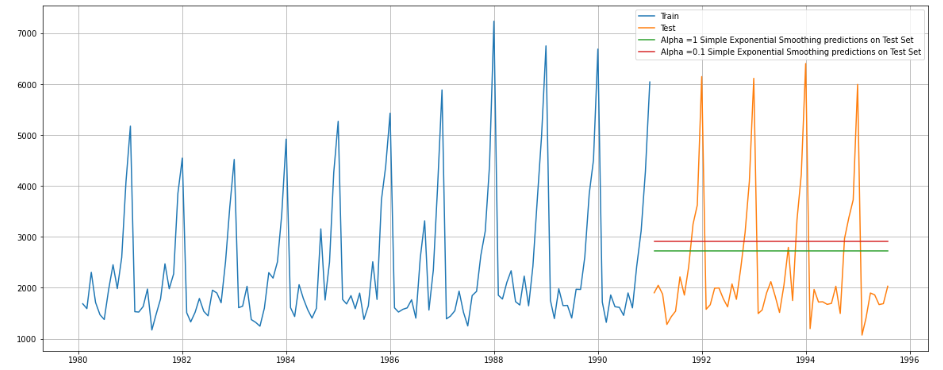 Train
Test
Alpha =1 Simple Exponential Smoothing predictions on Test Set
Alpha =0.1 Simple Exponential Smoothing predictions on Test Set
7000
6000
5000
4000
3000
2000
1000
1980 1982 1984 1986 1988 1990 1992 1994 1996